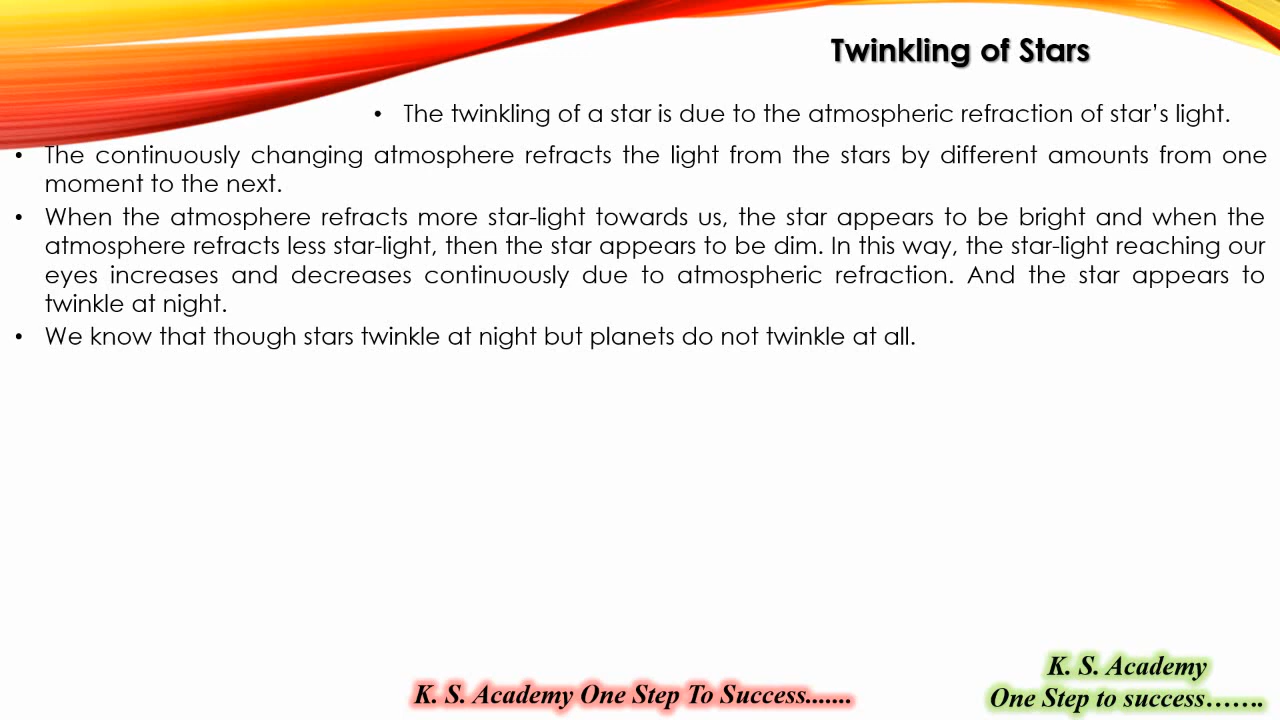 Twinkling of Stars
• The twinkling of a star is due to the atmospheric refraction of star’s light.
• The continuously changing atmosphere refracts the light from the stars by different amounts from one
moment to the next.
• When the atmosphere refracts more star-light towards us, the star appears to be bright and when the
atmosphere refracts less star-light, then the star appears to be dim. In this way, the star-light reaching our
eyes increases and decreases continuously due to atmospheric refraction. And the star appears to
twinkle at night.
• We know that though stars twinkle at night but planets do not twinkle at all.
K. S. Academy One Step To Success.......
K. S. Academy
One Step to success…….